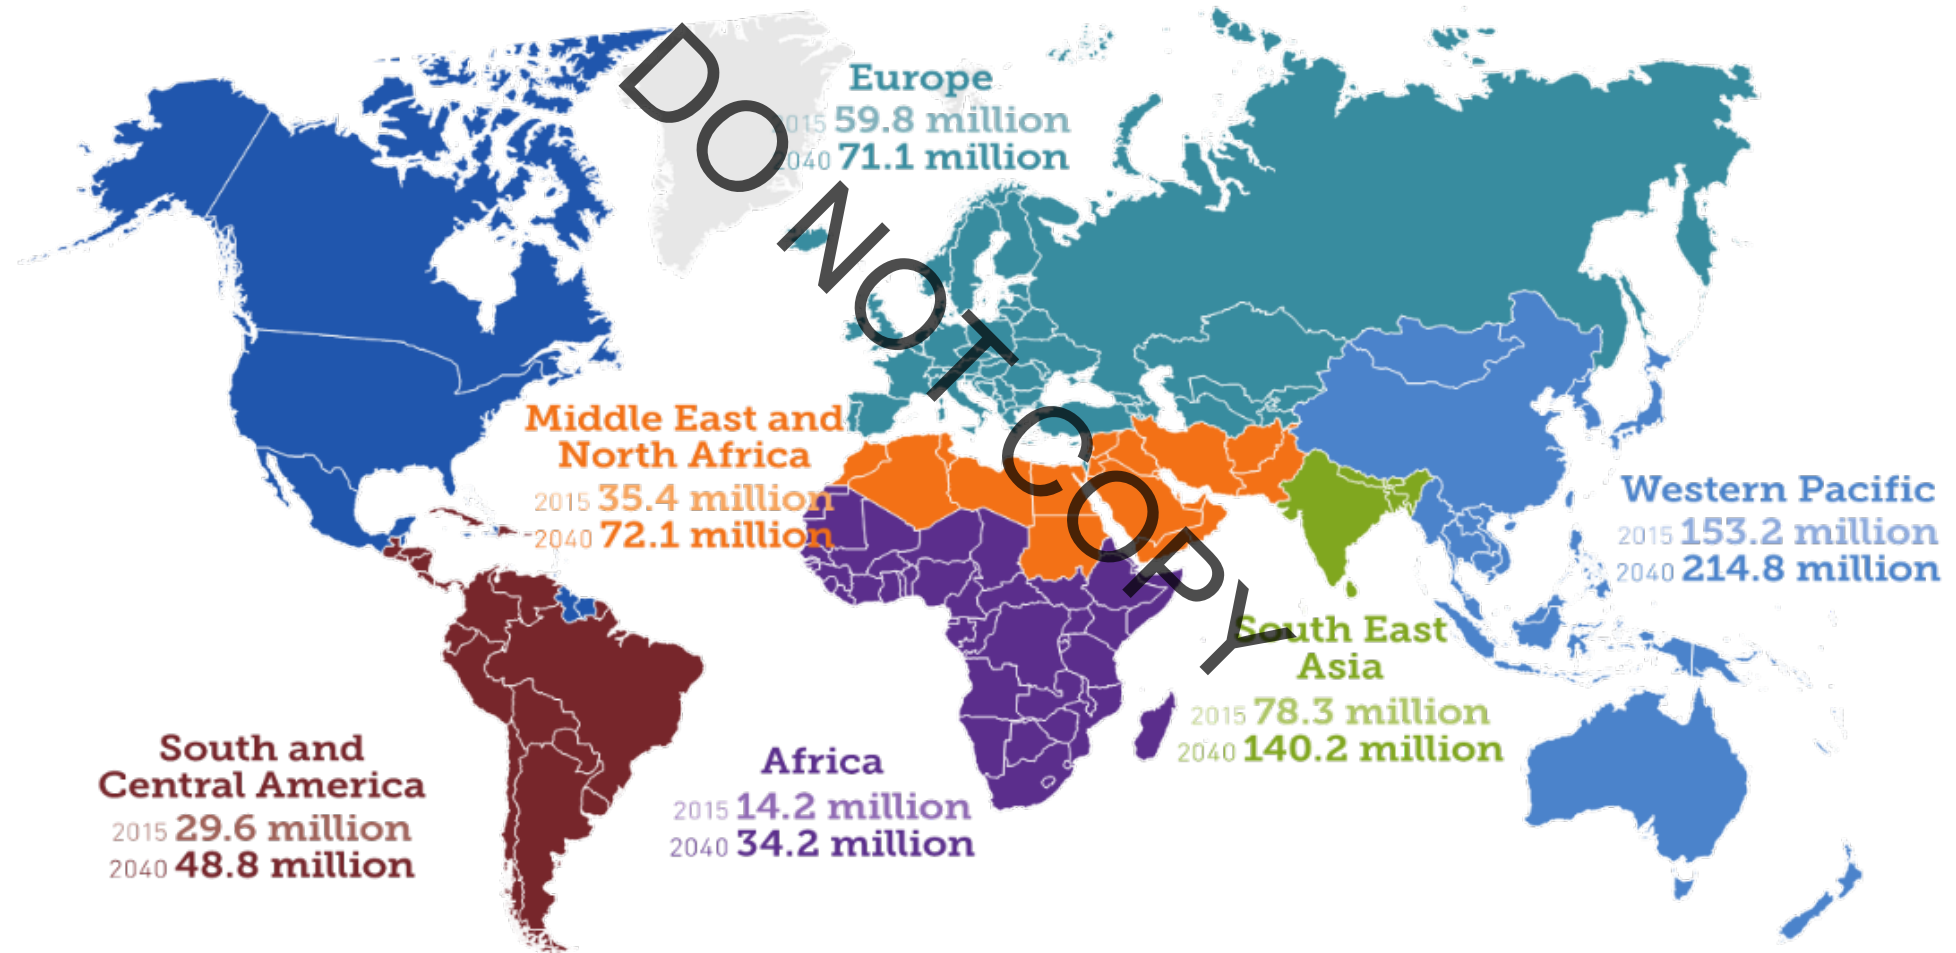 DO NOT COPY
Europe
2015 59.8 million
2040 71.1 million
Middle East and
North Africa
2015 35.4 million
2040 72.1 million
Western Pacific
2015 153.2 million
2040 214.8 million
South East
Asia
2015 78.3 million
2040 140.2 million
South and
Central America
2015 29.6 million
2040 48.8 million
Africa
2015 14.2 million
2040 34.2 million